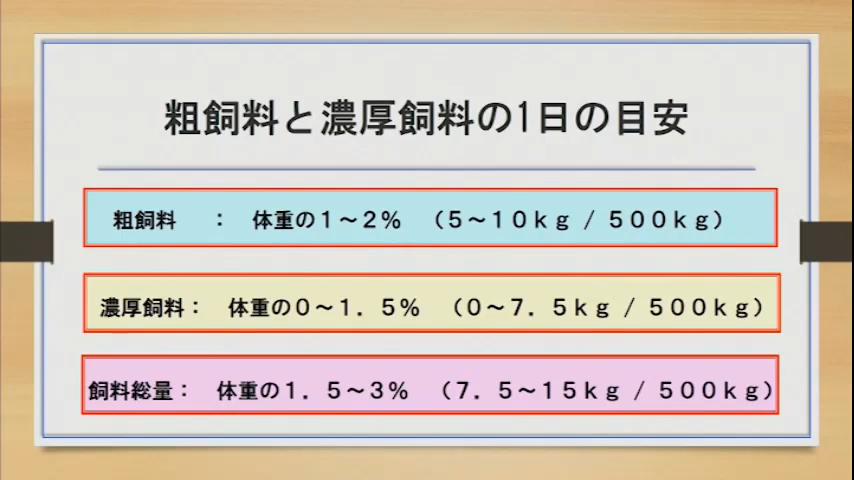 粗飼料と濃厚飼料の1日の目安
粗飼料　：　体重の１～２％　（５～１０ｋｇ / ５００ｋｇ）
濃厚飼料：　体重の０～１．５％　（０～７．５ｋｇ / ５００ｋｇ）
飼料総量：　体重の１．５～３％　（７．５～１５ｋｇ / ５００ｋｇ）